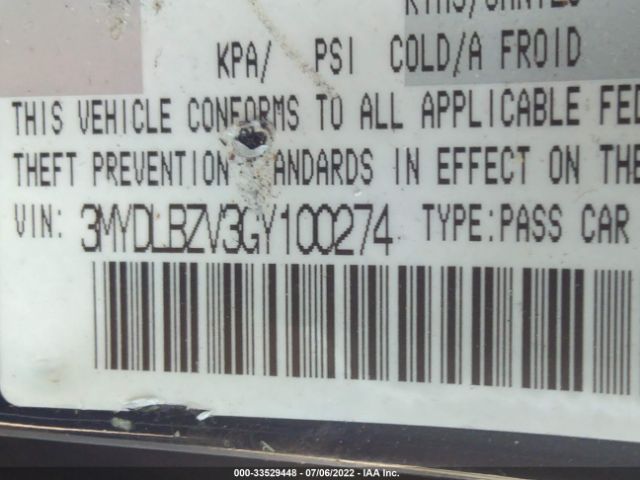 KPA/ PSI COLD/A FROID
THIS VEHICLE CONFORMS TO ALL APPLICABLE FED
THEFT PREVENTION ANDARDS IN EFFECT ON THE
VIN: 3MYDLBZV3GY100274 TYPE:PASS CAR
000-33529448 - 07/06/2022 - IAA Inc.